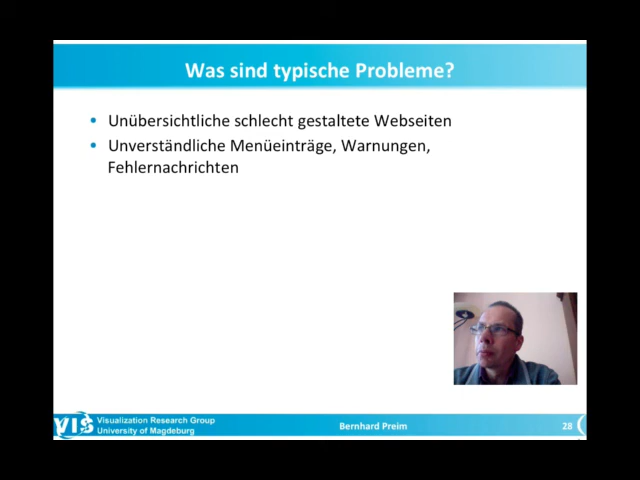 Was sind typische Probleme?
• Unübersichtliche schlecht gestaltete Webseiten
• Unverständliche Menüeinträge, Warnungen,
Fehlernachrichten
VIS
Visualization Research Group
University of Magdeburg
Bernhard Preim
28